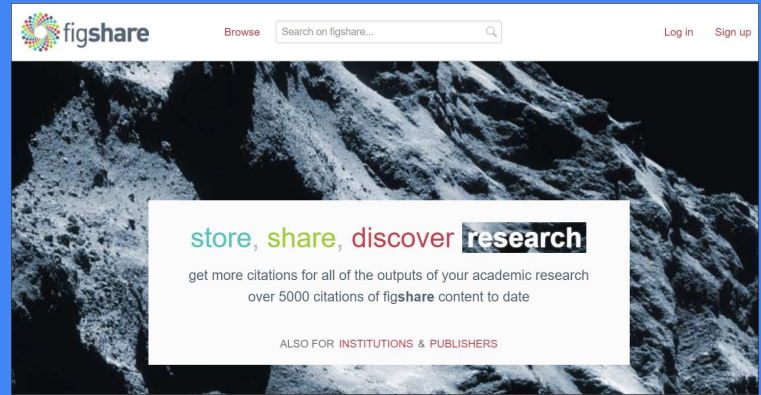 figshare
Browse
Search on figshare...
Log in
Sign up
store, share, discover research
get more citations for all of the outputs of your academic research
over 5000 citations of figshare content to date
ALSO FOR INSTITUTIONS & PUBLISHERS